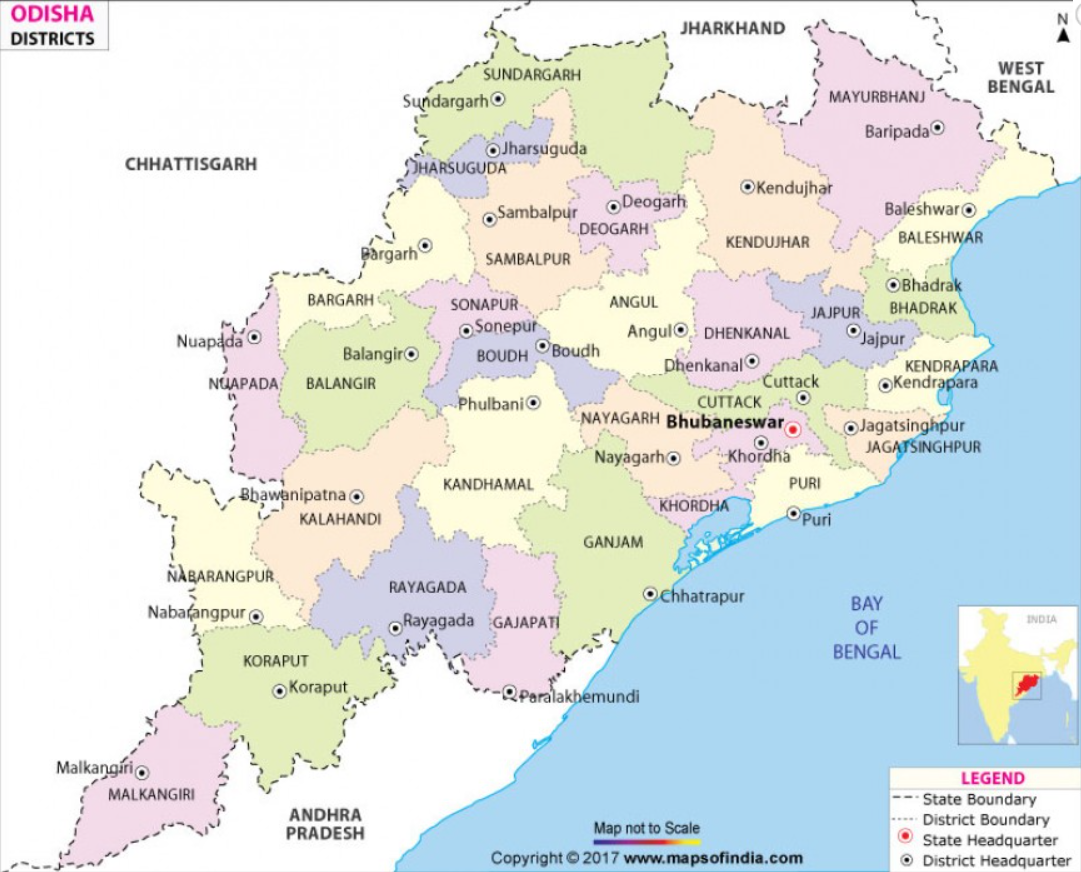 ODISHA
DISTRICTS
JHARKHAND
N
WEST
BENGAL
CHHATTISGARH
SUNDARGARH
Sundargarh
MAYURBHANJ
Baripada
Jharsuguda
JHARSUGUDA
Kendujhar
KENDUJHAR
Deogarh
DEOGARH
Sambalpur
SAMBALPUR
Baleshwar
BALESHWAR
Bargarh
BARGARH
Bhadrak
BHADRAK
SONAPUR
Sonepur
ANGUL
Angul
JAJPUR
Jajpur
DHENKANAL
Dhenkanal
Nuapada
NUAPADA
Balangir
BALANGIR
BOUDH
Boudh
KENDRAPARA
Kendrapara
Cuttack
CUTTACK
Phulbani
NAYAGARH
Bhubaneswar
Jagatsinghpur
JAGATSINGHPUR
Nayagarh
Khordha
KHORDHA
PURI
Puri
KANDHAMAL
Bhawanipatna
KALAHANDI
GANJAM
Chhatrapur
NABARANGPUR
Nabarangpur
RAYAGADA
Rayagada
GAJAPATI
Paralakhemundi
KORAPUT
Koraput
Malkangiri
MALKANGIRI
ANDHRA
PRADESH
BAY
OF
BENGAL
INDIA
LEGEND
State Boundary
District Boundary
State Headquarter
District Headquarter
Map not to Scale
Copyright © 2017 www.mapsofindia.com